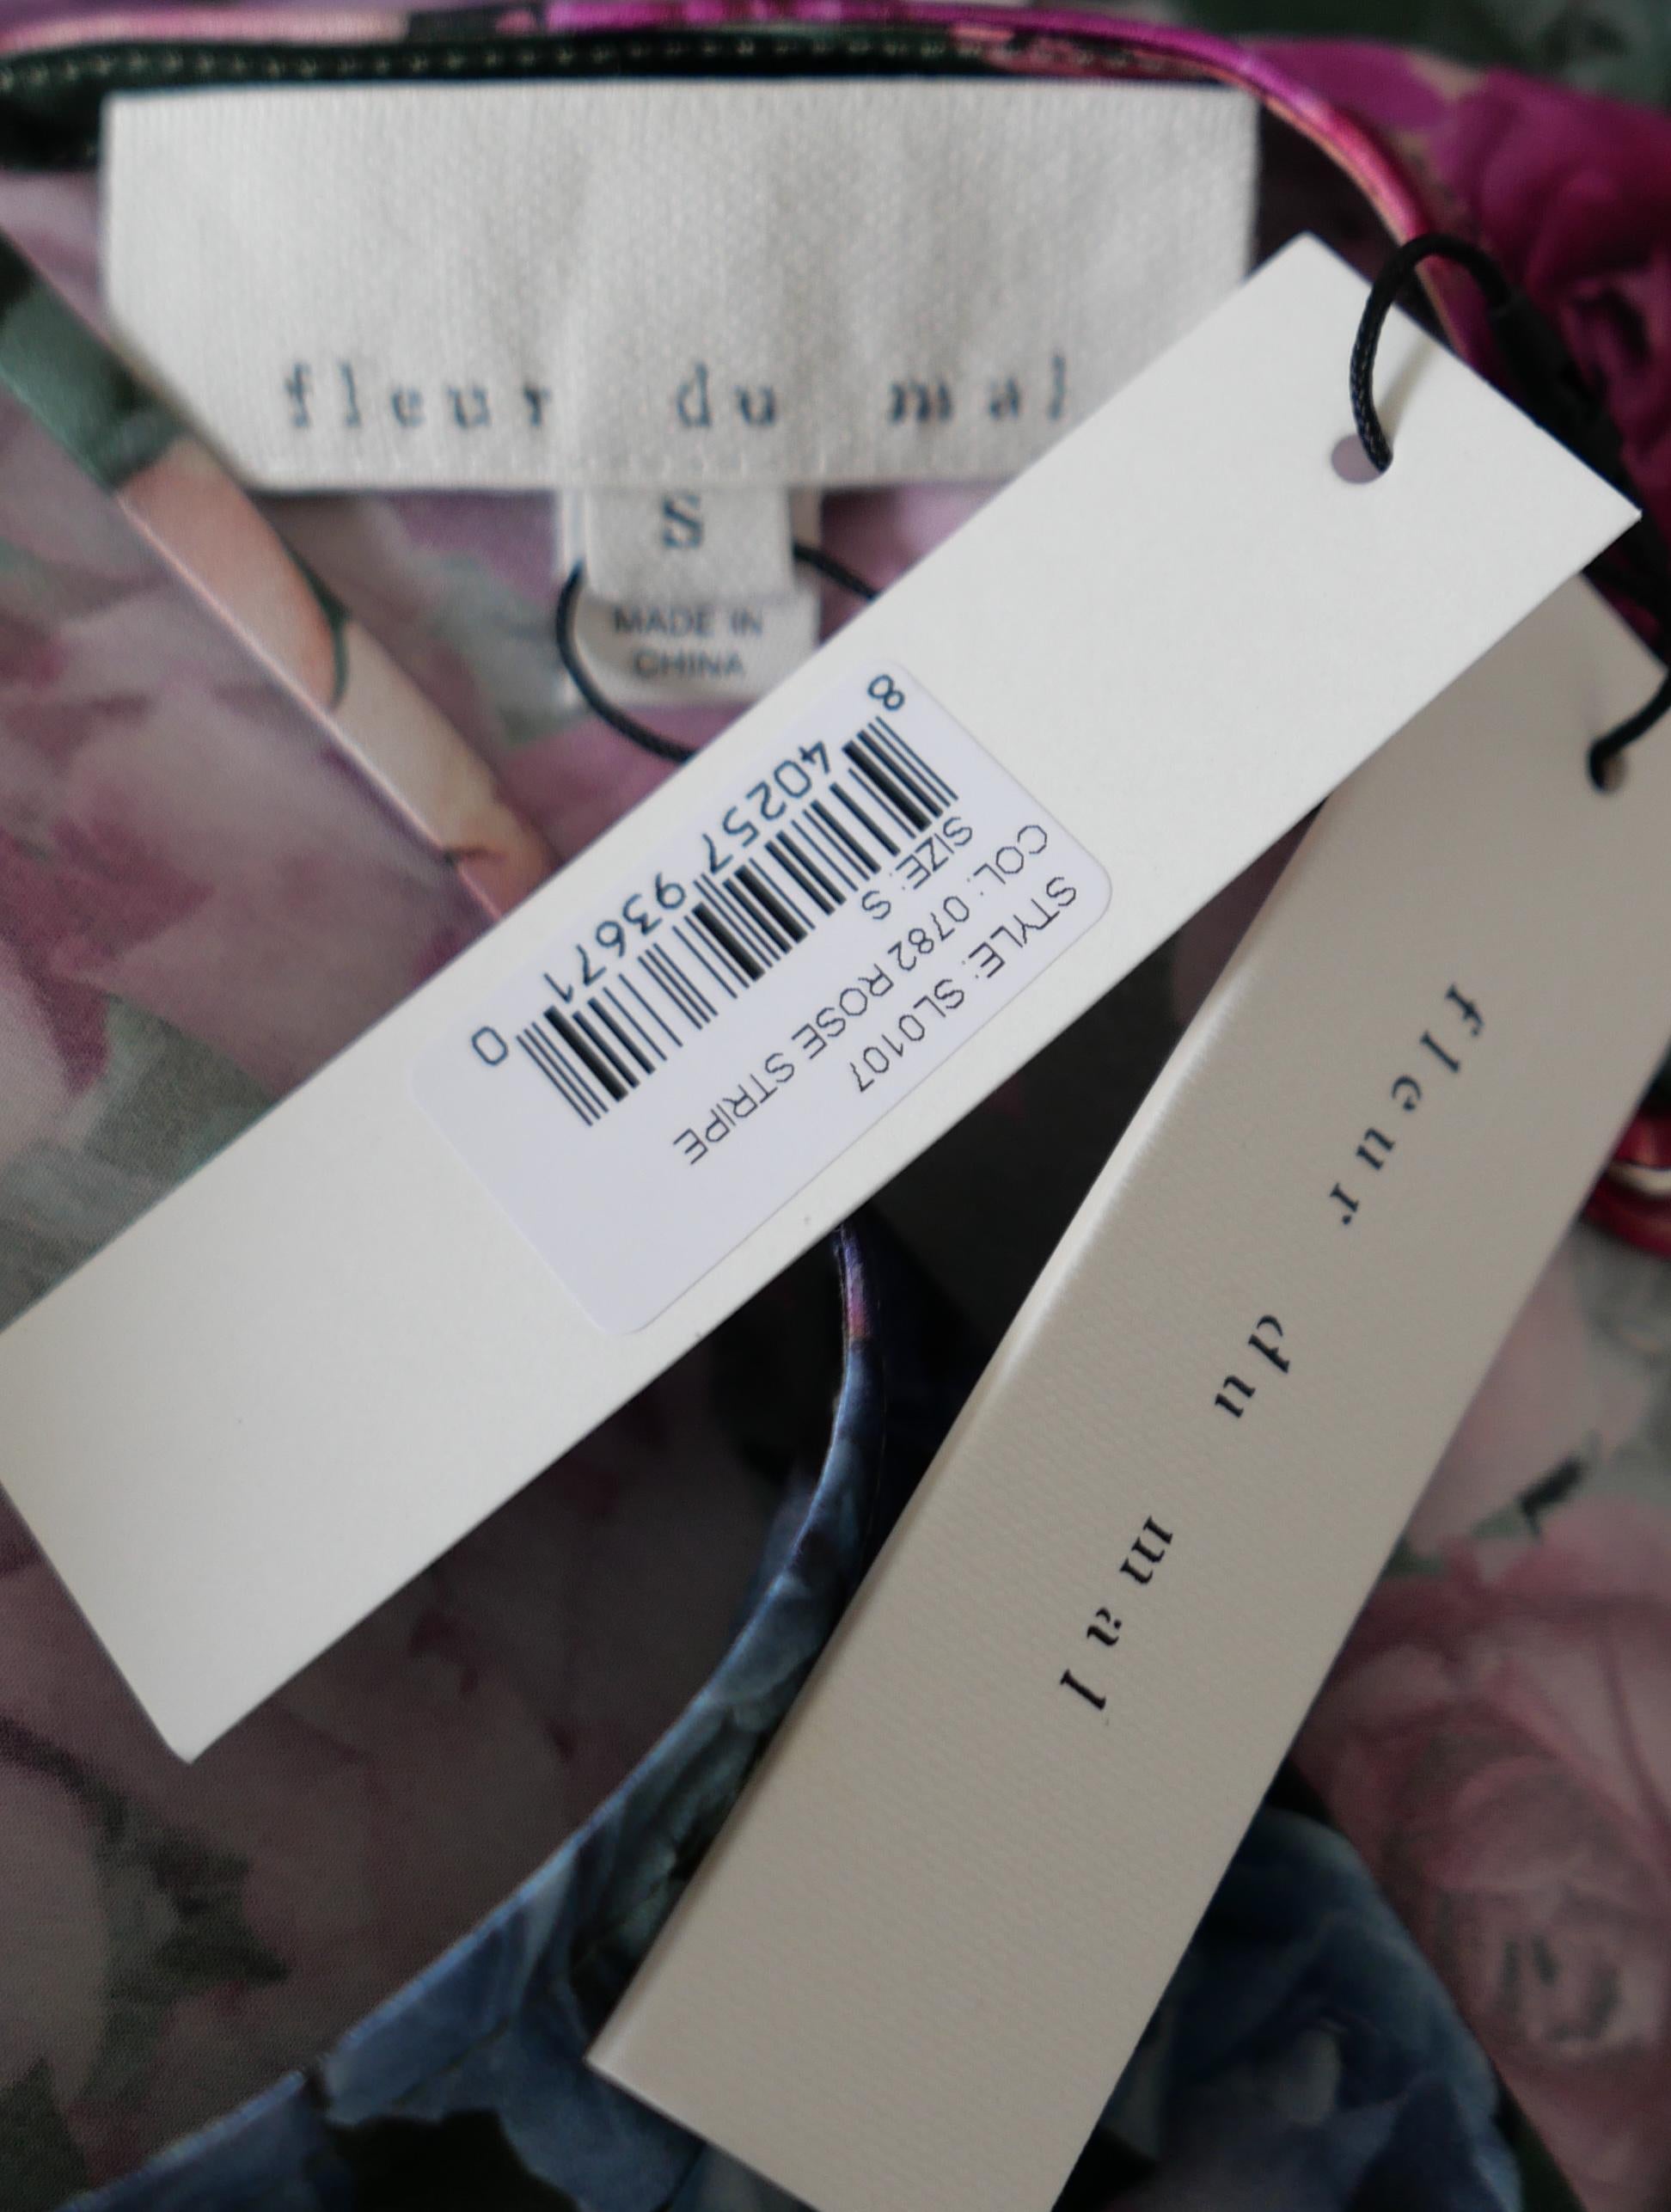 fleur du mal
S
MADE IN
CHINA
STYLE: SL0107
COL: 0782 ROSE STRIPE
SIZE: S
8 40257 93671 0
fleur du mal